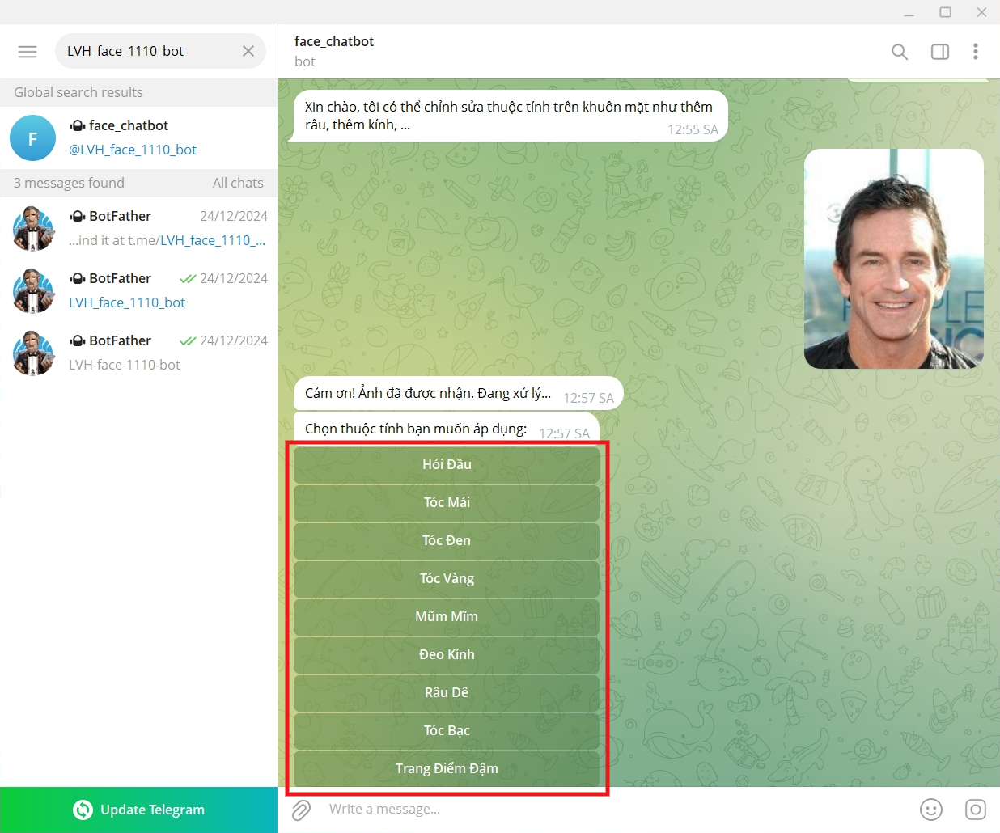 LVH_face_1110_bot
Global search results
F
face_chatbot
@LVH_face_1110_bot
3 messages found All chats
BotFather 24/12/2024
...ind it at t.me/LVH_face_1110_...
BotFather 24/12/2024
LVH_face_1110_bot
BotFather 24/12/2024
LVH-face-1110-bot
Update Telegram
face_chatbot
bot
Xin chào, tôi có thể chỉnh sửa thuộc tính trên khuôn mặt như thêm
râu, thêm kính, ... 12:55 SA
Cảm ơn! Ảnh đã được nhận. Đang xử lý... 12:57 SA
Chọn thuộc tính bạn muốn áp dụng: 12:57 SA
Hói Đầu
Tóc Mái
Tóc Đen
Tóc Vàng
Mũm Mĩm
Đeo Kính
Râu Dê
Tóc Bạc
Trang Điểm Đậm
Write a message...